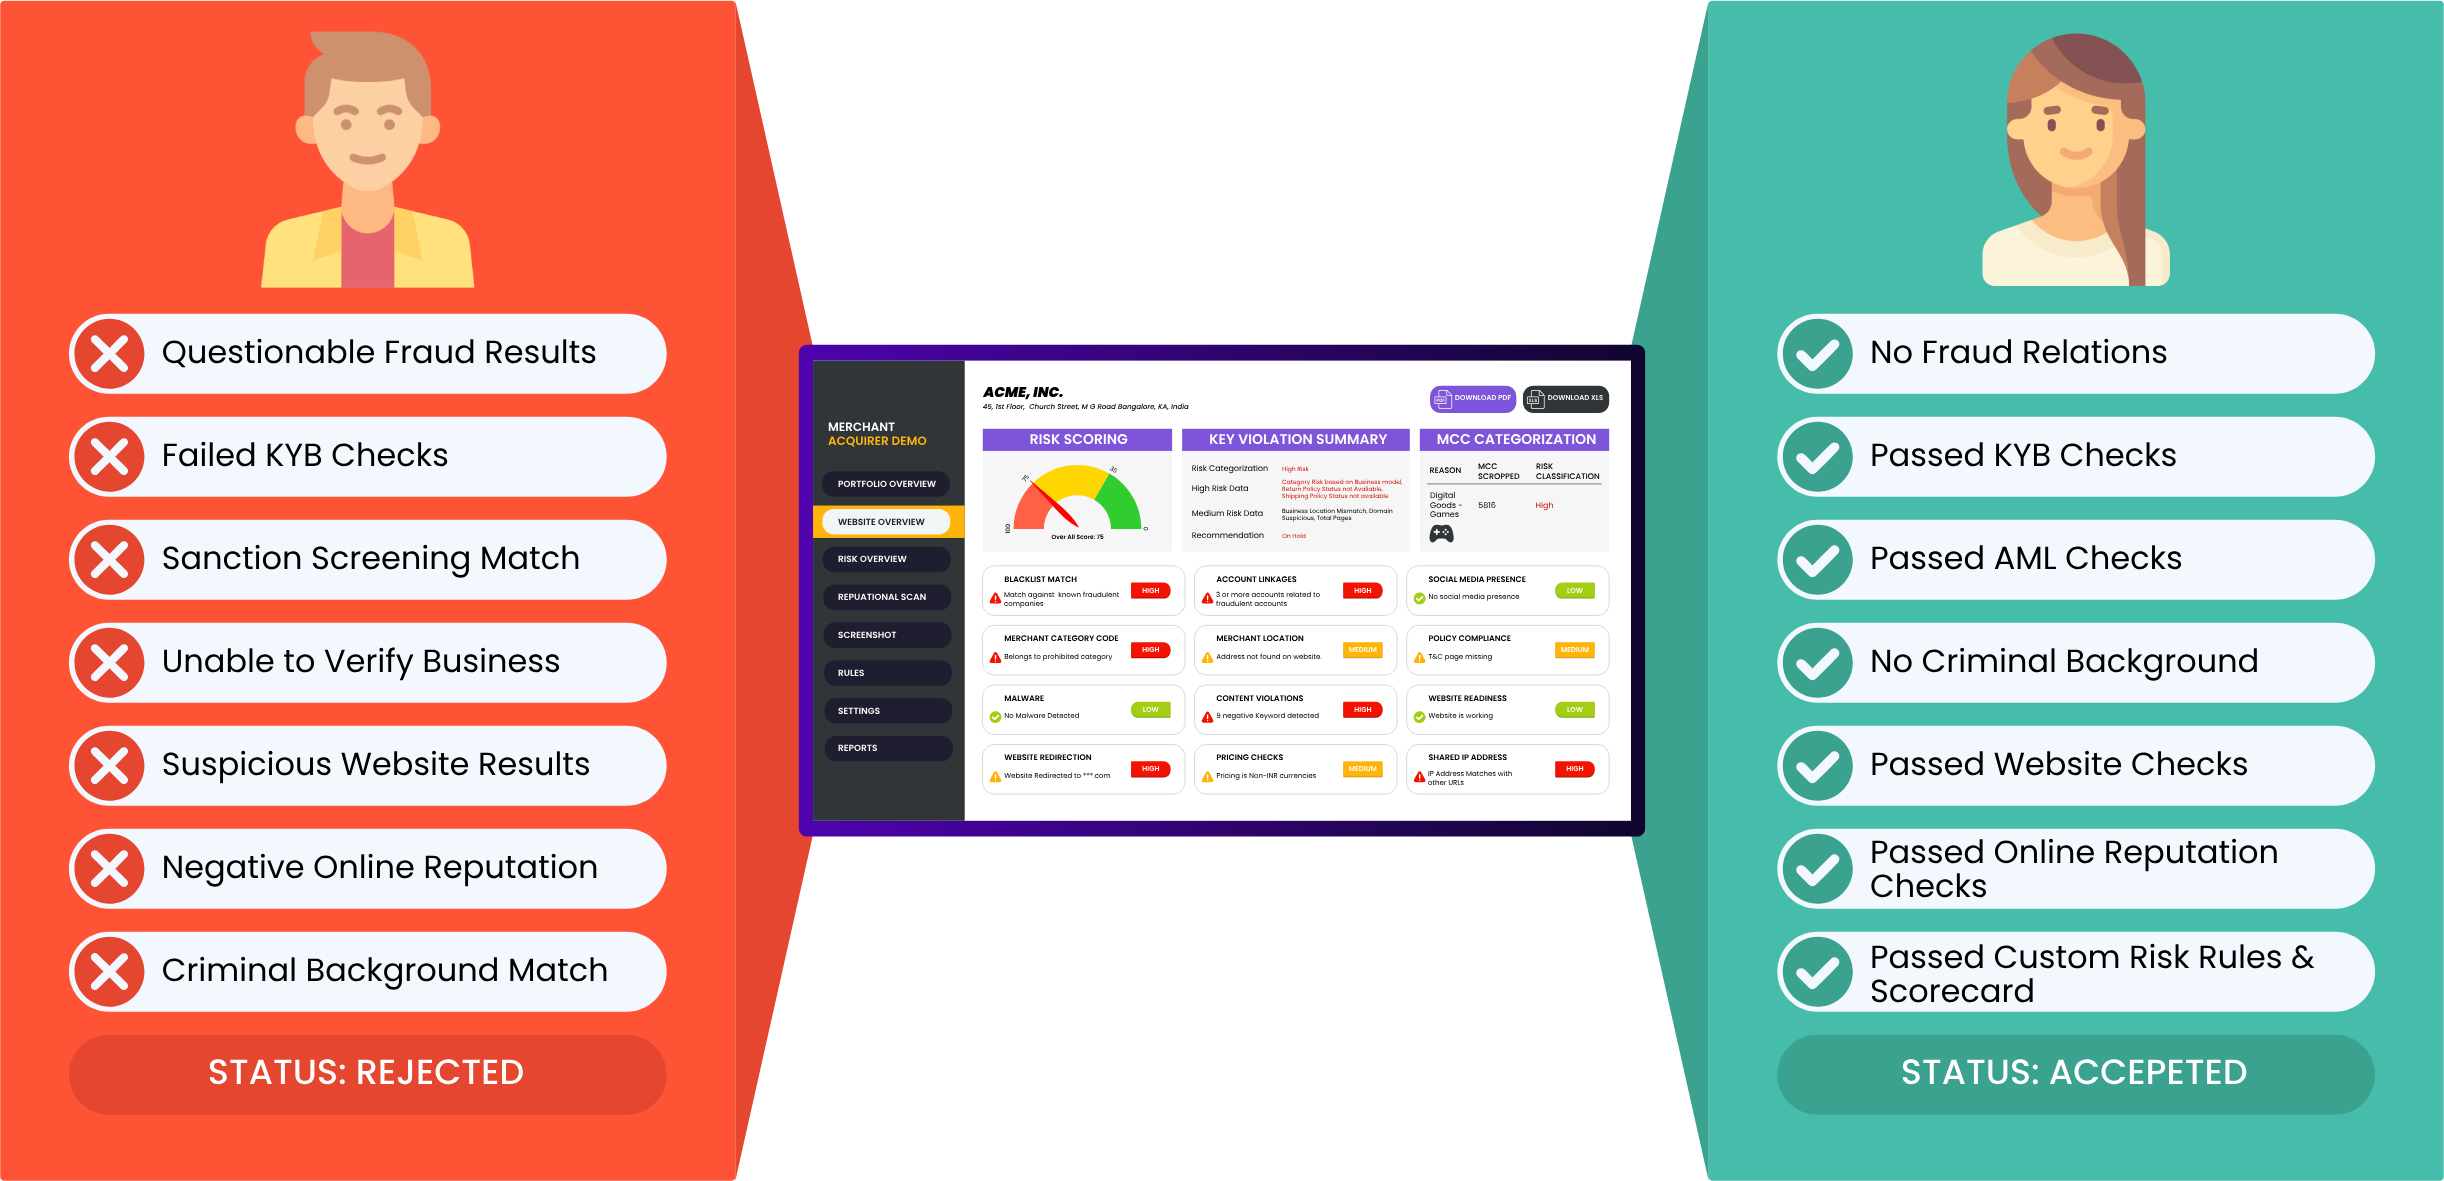 Questionable Fraud Results
Failed KYB Checks
Sanction Screening Match
Unable to Verify Business
Suspicious Website Results
Negative Online Reputation
Criminal Background Match
STATUS: REJECTED
MERCHANT
ACQUIRER DEMO
PORTFOLIO OVERVIEW
WEBSITE OVERVIEW
RISK OVERVIEW
REPUATIONAL SCAN
SCREENSHOT
RULES
SETTINGS
REPORTS
ACME, INC.
45, 1st Floor, Church Street, M G Road Bangalore, KA, India
PDF
DOWNLOAD PDF
XLS
DOWNLOAD XLS
RISK SCORING
100
75
35
0
Over All Score: 75
KEY VIOLATION SUMMARY
Risk Categorization
High Risk
High Risk Data
Category Risk based on Business model,
Return Policy Status not Available,
Shipping Policy Status not available
Medium Risk Data
Business Location Mismatch, Domain
Suspicious, Total Pages
Recommendation
On Hold
MCC CATEGORIZATION
REASON
MCC
SCROPPED
RISK
CLASSIFICATION
Digital
Goods -
Games
5816
High
BLACKLIST MATCH
Match against known fraudulent
companies
HIGH
ACCOUNT LINKAGES
3 or more accounts related to
fraudulent accounts
HIGH
SOCIAL MEDIA PRESENCE
No social media presence
LOW
MERCHANT CATEGORY CODE
Belongs to prohibited category
HIGH
MERCHANT LOCATION
Address not found on website.
MEDIUM
POLICY COMPLIANCE
T&C page missing
MEDIUM
MALWARE
No Malware Detected
LOW
CONTENT VIOLATIONS
9 negative Keyword detected
HIGH
WEBSITE READINESS
Website is working
LOW
WEBSITE REDIRECTION
Website Redirected to ***.com
HIGH
PRICING CHECKS
Pricing is Non-INR currencies
MEDIUM
SHARED IP ADDRESS
IP Address Matches with
other URLs
HIGH
No Fraud Relations
Passed KYB Checks
Passed AML Checks
No Criminal Background
Passed Website Checks
Passed Online Reputation
Checks
Passed Custom Risk Rules &
Scorecard
STATUS: ACCEPETED